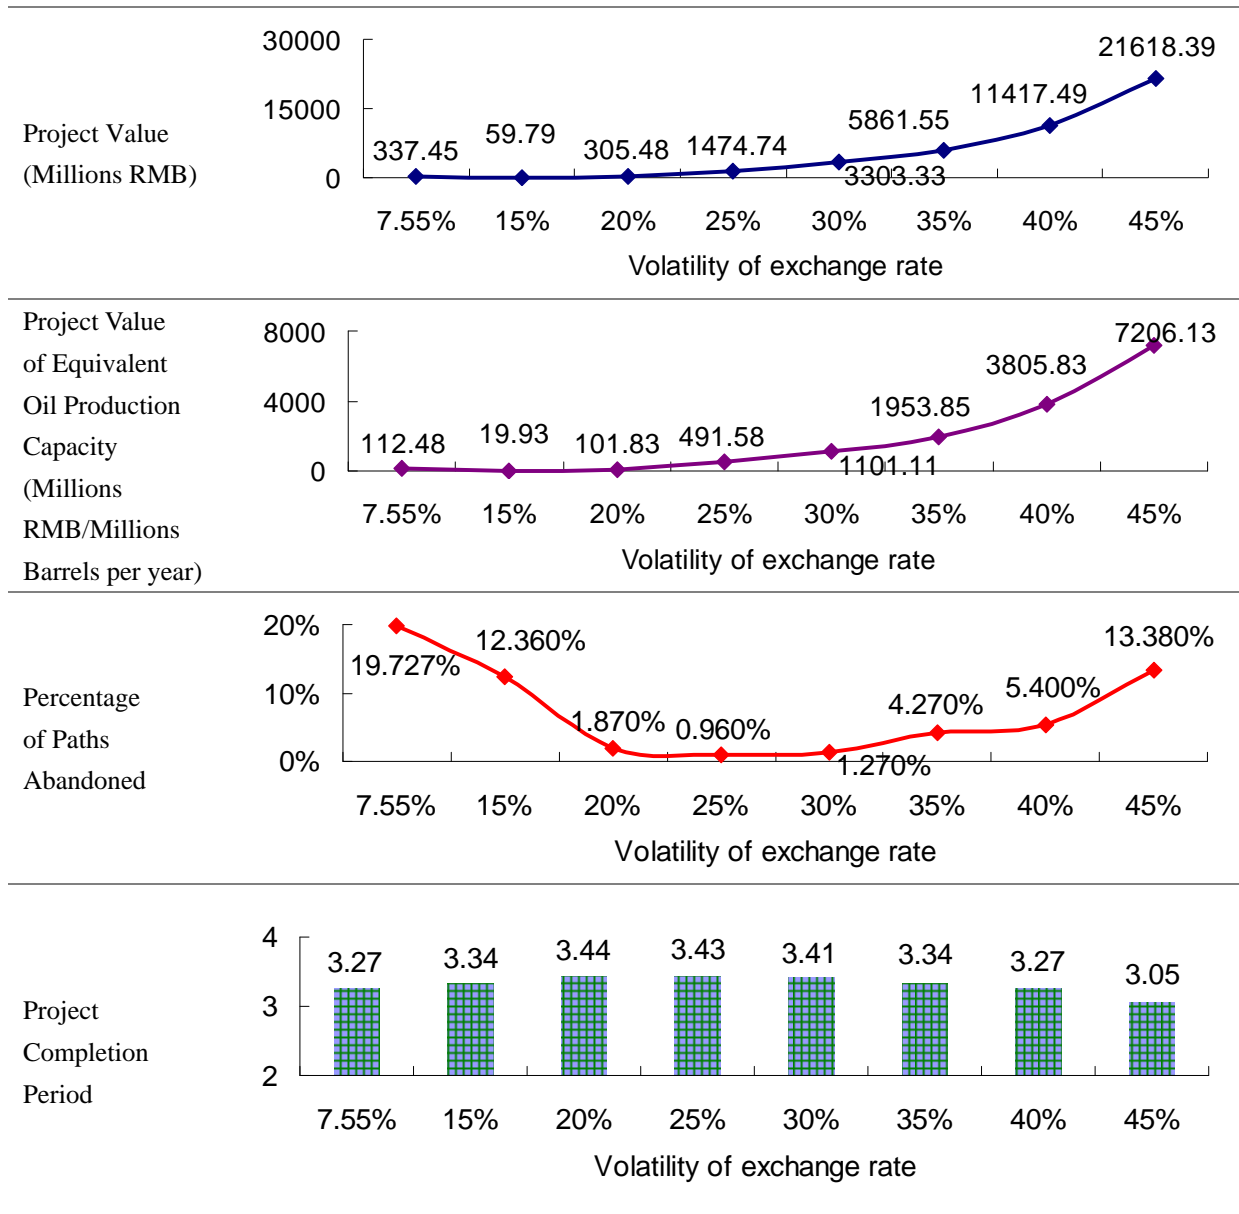 Project Value
(Millions RMB)
30000
15000
0
337.45 59.79 305.48 1474.74 3303.33 5861.55 11417.49 21618.39
7.55% 15% 20% 25% 30% 35% 40% 45%
Volatility of exchange rate
Project Value
of Equivalent
Oil Production
Capacity
(Millions
RMB/Millions
Barrels per year)
8000
4000
0
112.48 19.93 101.83 491.58 1101.11 1953.85 3805.83 7206.13
7.55% 15% 20% 25% 30% 35% 40% 45%
Volatility of exchange rate
Percentage
of Paths
Abandoned
20%
10%
0%
19.727% 12.360% 1.870% 0.960% 1.270% 4.270% 5.400% 13.380%
7.55% 15% 20% 25% 30% 35% 40% 45%
Volatility of exchange rate
Project
Completion
Period
4
3
2
3.27 3.34 3.44 3.43 3.41 3.34 3.27 3.05
7.55% 15% 20% 25% 30% 35% 40% 45%
Volatility of exchange rate